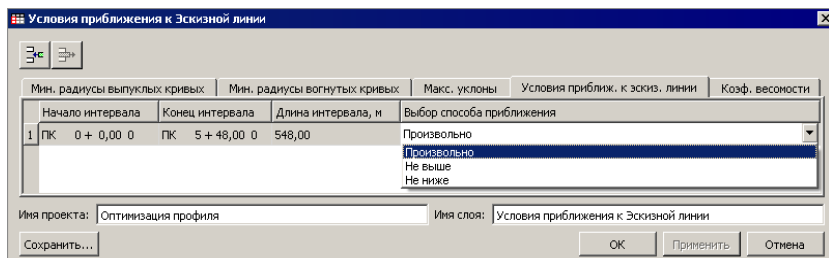 Условия приближения к Эскизной линии
Мин. радиусы выпуклых кривых Мин. радиусы вогнутых кривых Макс. уклоны Условия приближ. к эскиз. линии Коэф. весомости
Начало интервала Конец интервала Длина интервала, м Выбор способа приближения
1 ПК 0 + 0,00 0 ПК 5 + 48,00 0 548,00 Произвольно
Произвольно
Не выше
Не ниже
Имя проекта: Оптимизация профиля Имя слоя: Условия приближения к Эскизной линии
Сохранить... ОК Применить Отмена